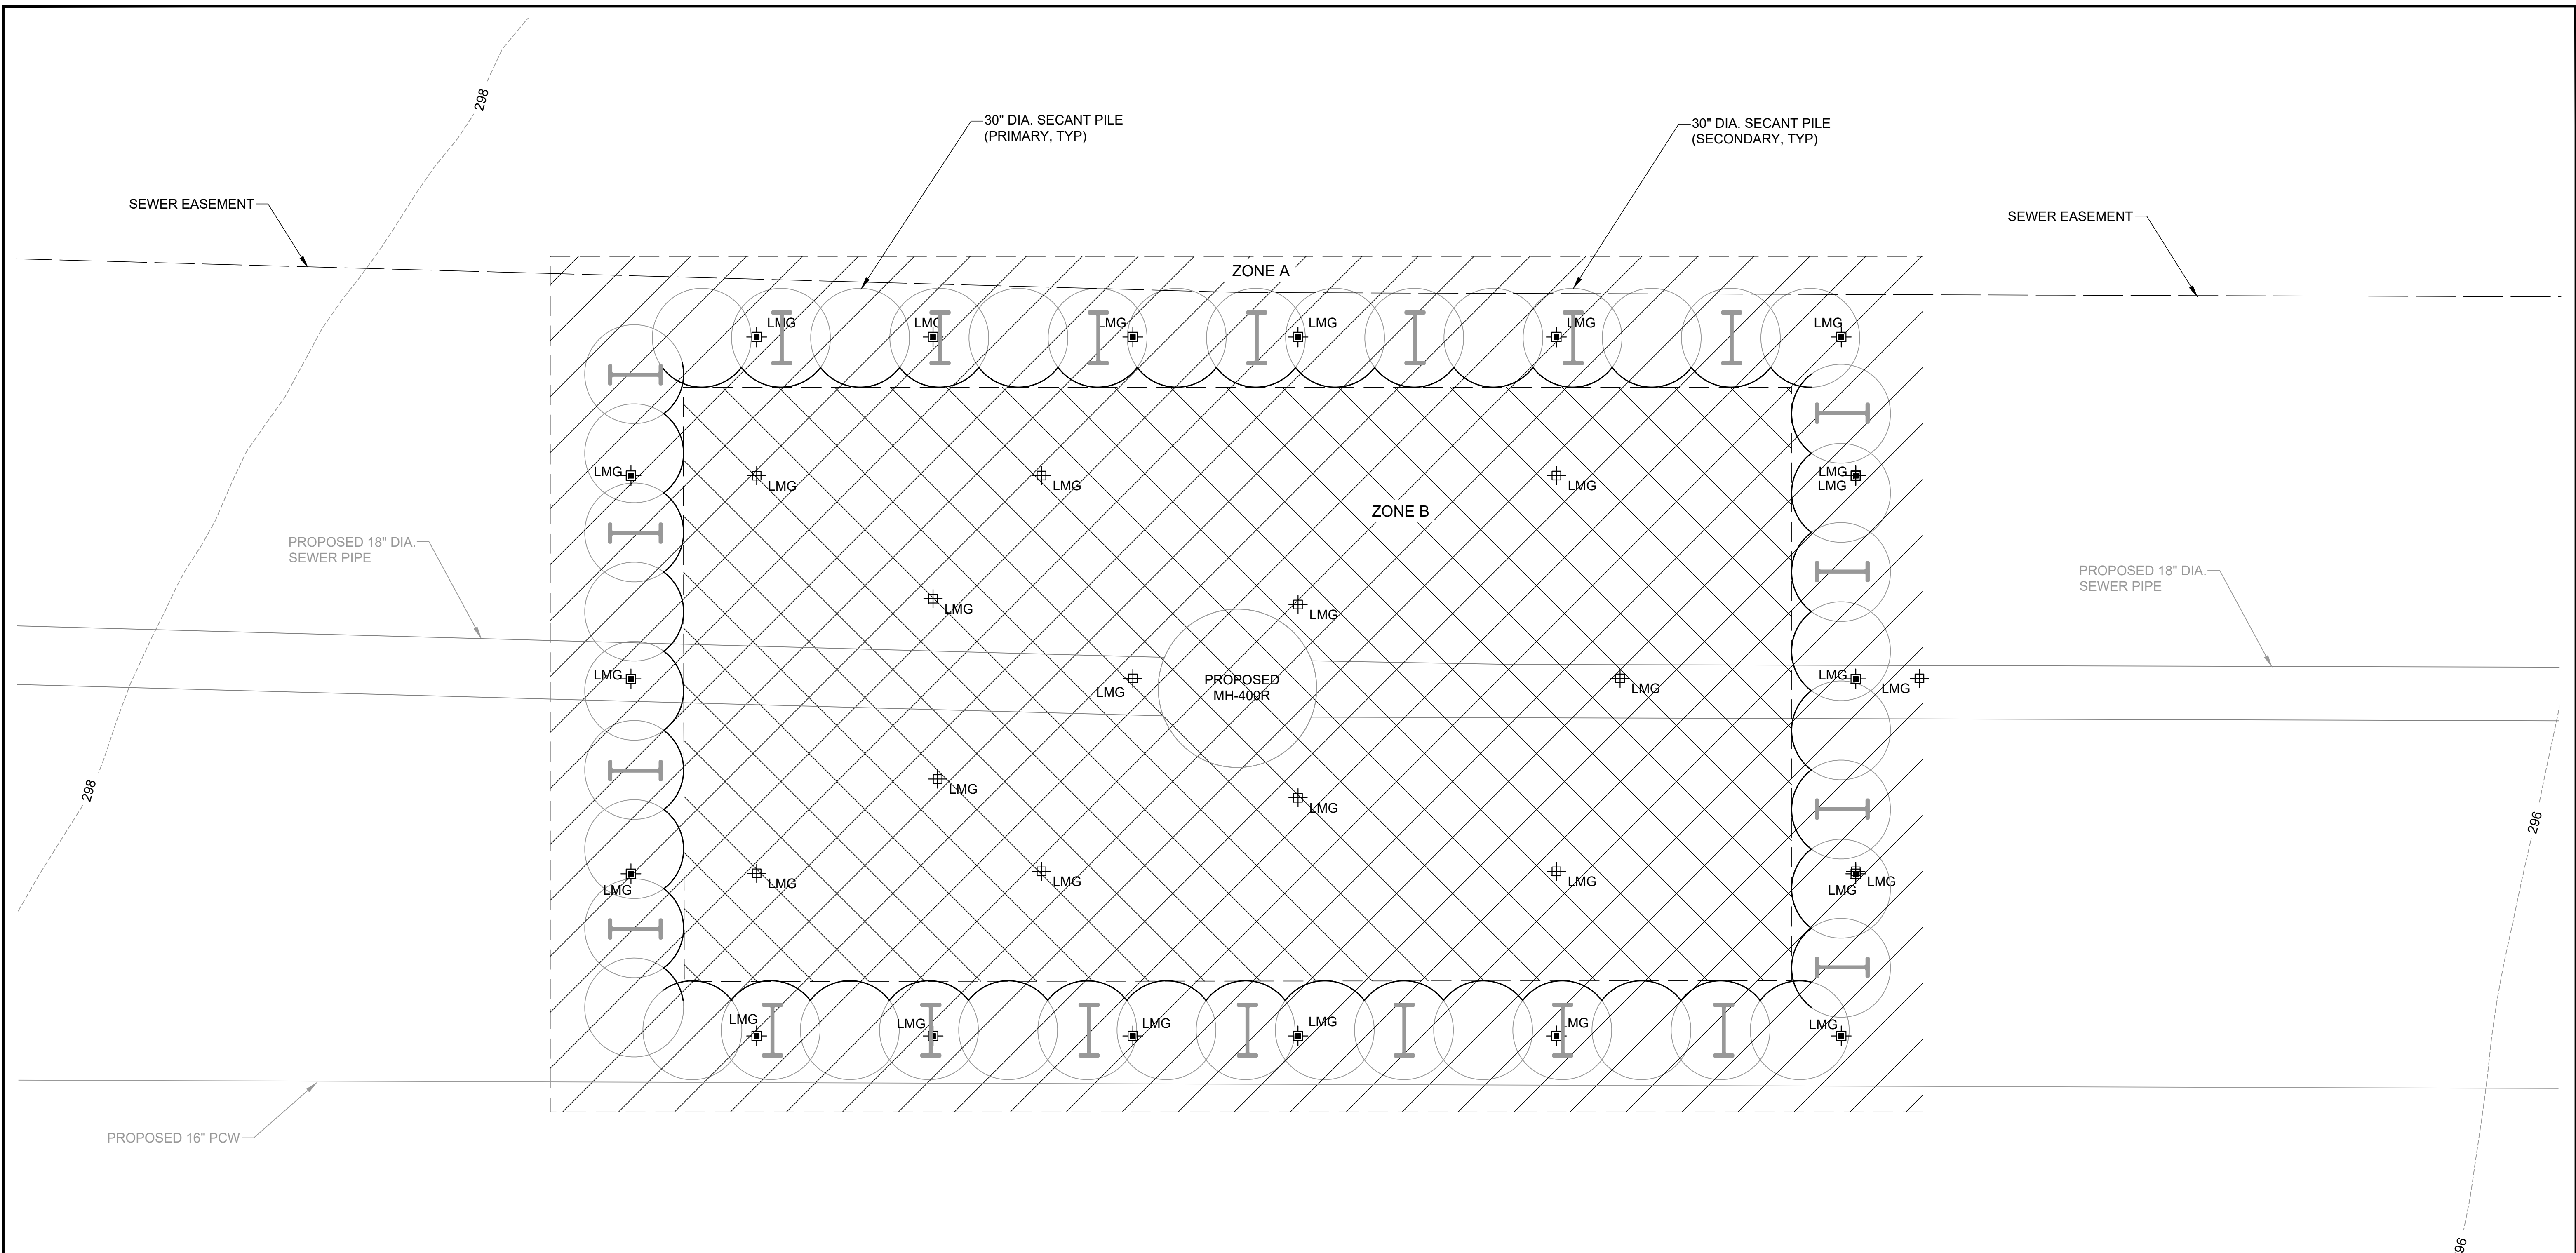 298
30" DIA. SECANT PILE
(PRIMARY, TYP)
30" DIA. SECANT PILE
(SECONDARY, TYP)
SEWER EASEMENT
SEWER EASEMENT
ZONE A
LMG
LMG
LMG
LMG
LMG
LMG
LMG
LMG
LMG
LMG
LMG
LMG
LMG
ZONE B
PROPOSED 18" DIA.
SEWER PIPE
PROPOSED 18" DIA.
SEWER PIPE
LMG
LMG
LMG
LMG
LMG
LMG
LMG
PROPOSED
MH-400R
298
LMG
LMG
296
LMG
LMG
LMG
LMG
LMG
LMG
LMG
LMG
LMG
LMG
LMG
LMG
PROPOSED 16" PCW